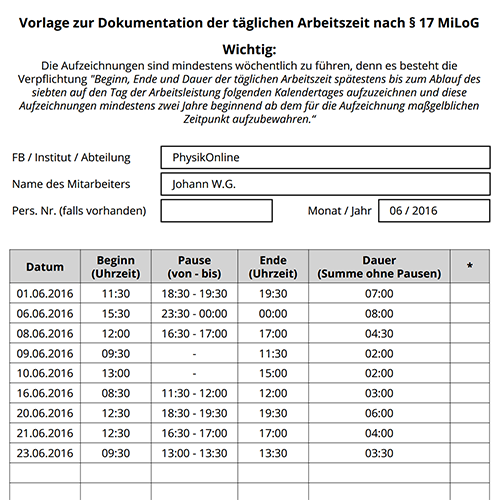 Vorlage zur Dokumentation der täglichen Arbeitszeit nach § 17 MiLoG
Wichtig:
Die Aufzeichnungen sind mindestens wöchentlich zu führen, denn es besteht die
Verpflichtung "Beginn, Ende und Dauer der täglichen Arbeitszeit spätestens bis zum Ablauf des
siebten auf den Tag der Arbeitsleistung folgenden Kalendertages aufzuzeichnen und diese
Aufzeichnungen mindestens zwei Jahre beginnend ab dem für die Aufzeichnung maßgelblichen
Zeitpunkt aufzubewahren."
FB / Institut / Abteilung PhysikOnline
Name des Mitarbeiters Johann W.G.
Pers. Nr. (falls vorhanden) Monat / Jahr 06 / 2016
Datum Beginn (Uhrzeit) Pause (von - bis) Ende (Uhrzeit) Dauer (Summe ohne Pausen) *
01.06.2016 11:30 18:30 - 19:30 19:30 07:00
06.06.2016 15:30 23:30 - 00:00 00:00 08:00
08.06.2016 12:00 16:30 - 17:00 17:00 04:30
09.06.2016 09:30 - 11:30 02:00
10.06.2016 13:00 - 15:00 02:00
16.06.2016 08:30 11:30 - 12:00 12:00 03:00
20.06.2016 12:30 18:30 - 19:30 19:30 06:00
21.06.2016 12:30 16:30 - 17:00 17:00 04:00
23.06.2016 09:30 13:00 - 13:30 13:30 03:30